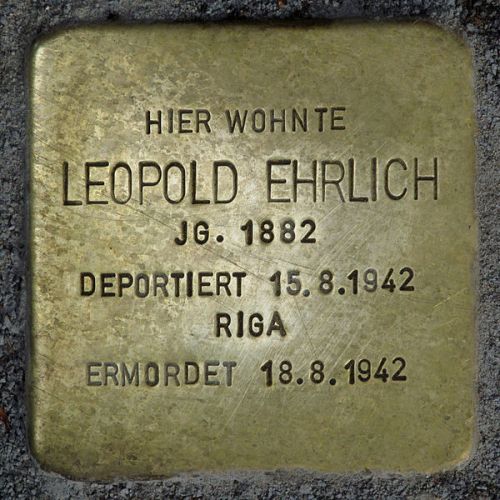 HIER WOHNTE
LEOPOLD EHRLICH
JG. 1882
DEPORTIERT 15.8.1942
RIGA
ERMORDET 18.8.1942